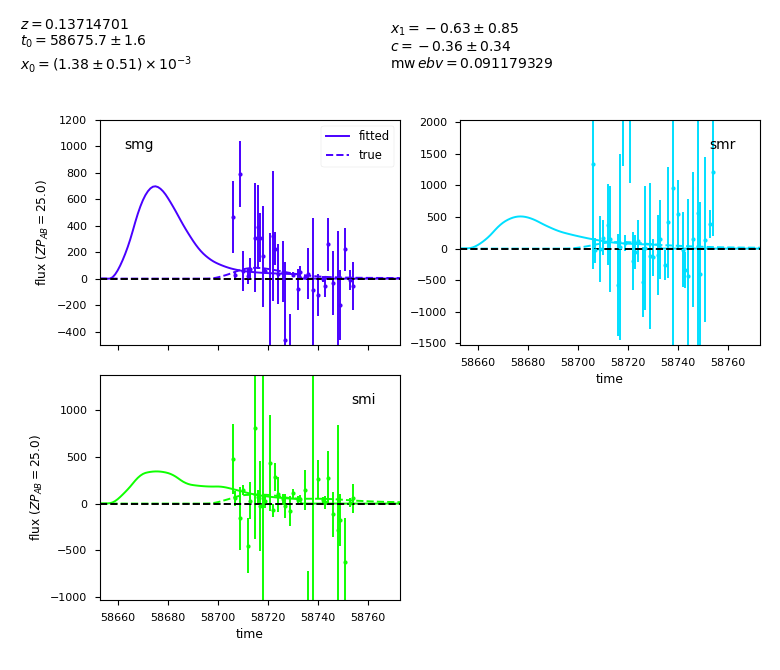 z = 0.13714701
t₀ = 58675.7 ± 1.6
x₀ = (1.38 ± 0.51) × 10⁻³
x₁ = −0.63 ± 0.85
c = −0.36 ± 0.34
mw ebv = 0.091179329
smg
fitted
true
flux (ZP_AB = 25.0)
1200
1000
800
600
400
200
0
−200
−400
smr
2000
1500
1000
500
0
−500
−1000
−1500
58660 58680 58700 58720 58740 58760
time
smi
flux (ZP_AB = 25.0)
1000
500
0
−500
−1000
58660 58680 58700 58720 58740 58760
time